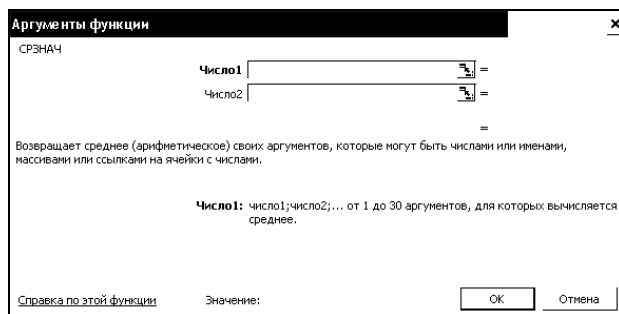 Аргументы функции
СРЗНАЧ
Число1 =
Число2 =
=
Возвращает среднее (арифметическое) своих аргументов, которые могут быть числами или именами,
массивами или ссылками на ячейки с числами.
Число1: число1;число2;... от 1 до 30 аргументов, для которых вычисляется
среднее.
Справка по этой функции Значение: ОК Отмена